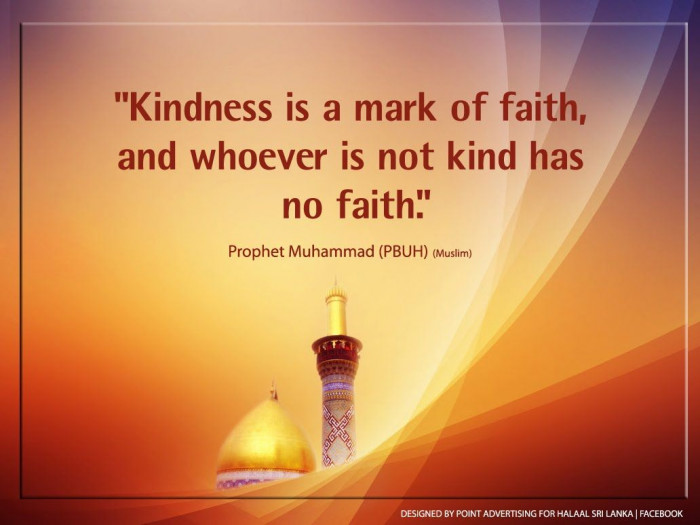 "Kindness is a mark of faith,
and whoever is not kind has
no faith."
Prophet Muhammad (PBUH) (Muslim)
DESIGNED BY POINT ADVERTISING FOR HALAAL SRI LANKA | FACEBOOK